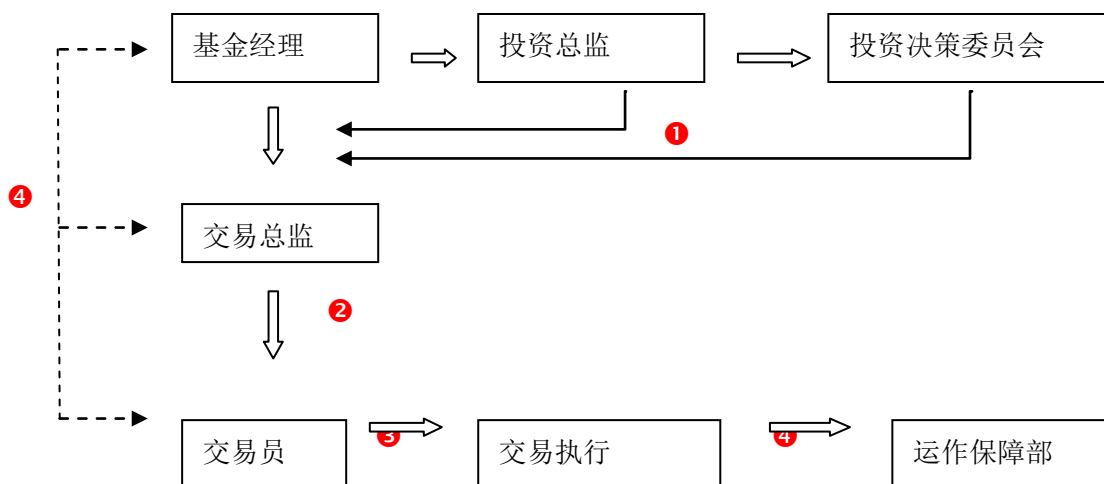 基金经理
投资总监
投资决策委员会
❶
❹
交易总监
❷
交易员
❸
交易执行
❹
运作保障部